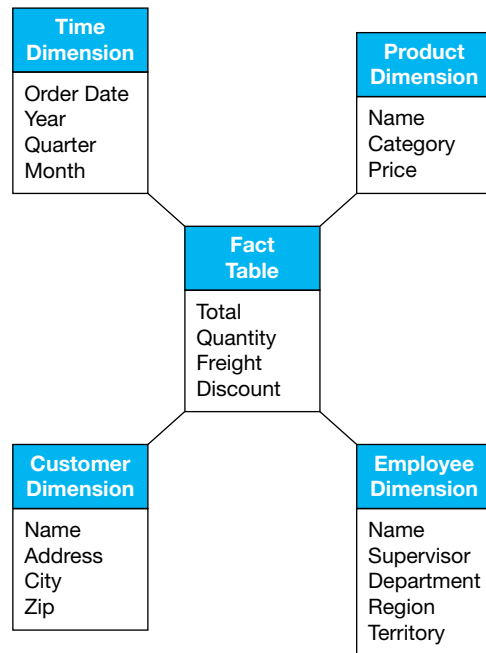 Time
Dimension
Order Date
Year
Quarter
Month
Product
Dimension
Name
Category
Price
Fact
Table
Total
Quantity
Freight
Discount
Customer
Dimension
Name
Address
City
Zip
Employee
Dimension
Name
Supervisor
Department
Region
Territory